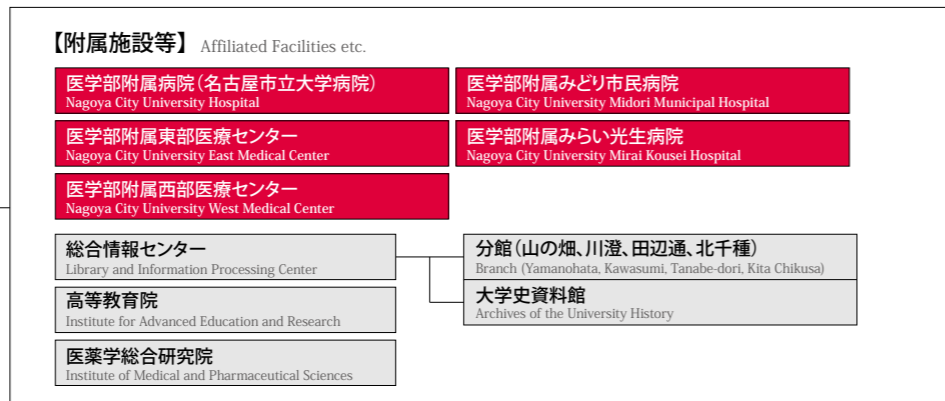 【附属施設等】 Affiliated Facilities etc.
医学部附属病院（名古屋市立大学病院）
Nagoya City University Hospital
医学部附属みどり市民病院
Nagoya City University Midori Municipal Hospital
医学部附属東部医療センター
Nagoya City University East Medical Center
医学部附属みらい光生病院
Nagoya City University Mirai Kousei Hospital
医学部附属西部医療センター
Nagoya City University West Medical Center
総合情報センター
Library and Information Processing Center
分館（山の畑、川澄、田辺通、北千種）
Branch (Yamanohata, Kawasumi, Tanabe-dori, Kita Chikusa)
大学史資料館
Archives of the University History
高等教育院
Institute for Advanced Education and Research
医薬学総合研究院
Institute of Medical and Pharmaceutical Sciences